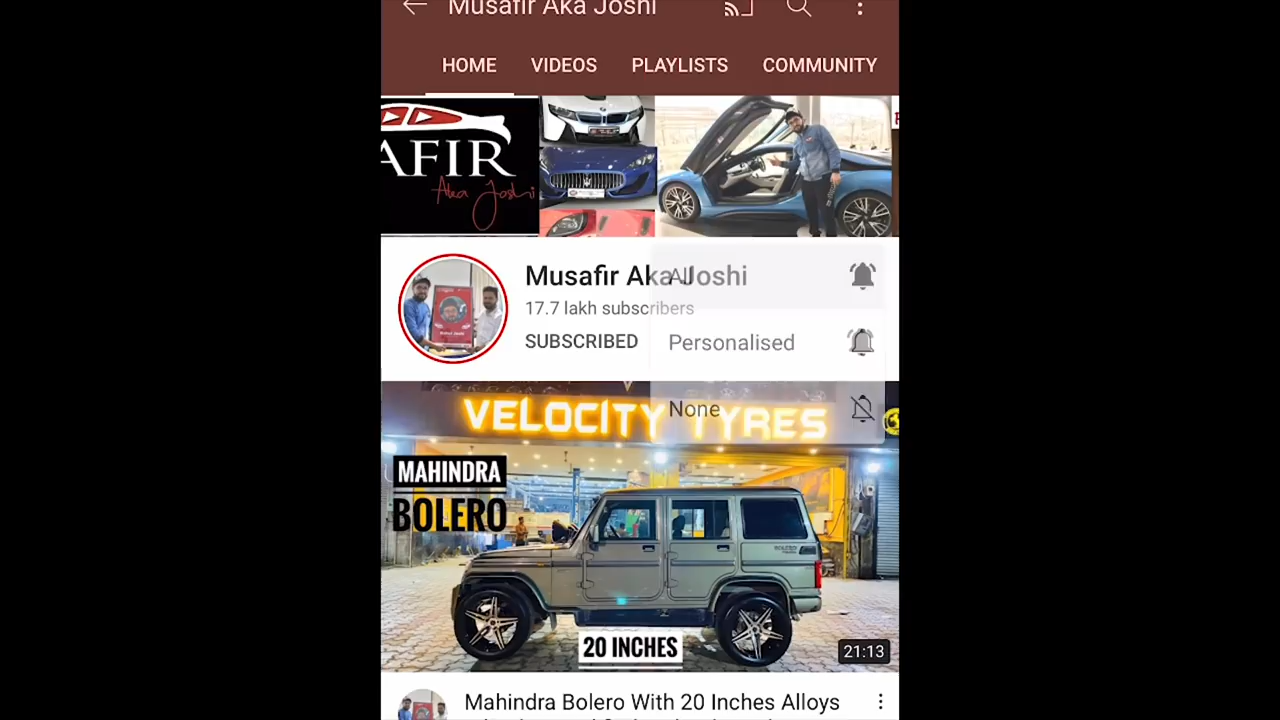 Musafir Aka Joshi
HOME VIDEOS PLAYLISTS COMMUNITY
AFIR
Aka Joshi
Musafir Aka Joshi
17.7 lakh subscribers
SUBSCRIBED
All
Personalised
None
VELOCITY TYRES
MAHINDRA
BOLERO
BOLERO
20 INCHES
21:13
Mahindra Bolero With 20 Inches Alloys